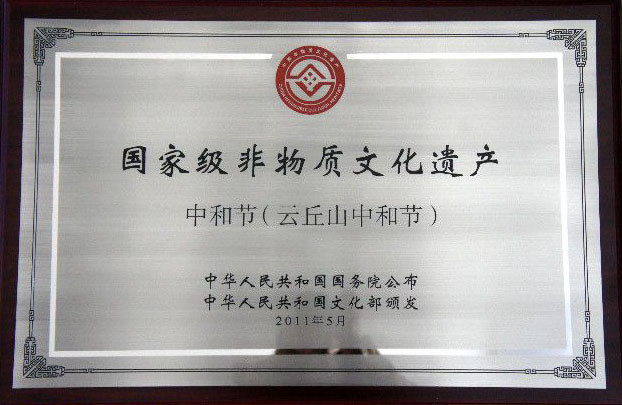 国家级非物质文化遗产
中和节(云丘山中和节)
中华人民共和国国务院公布
中华人民共和国文化部颁发
2011年5月